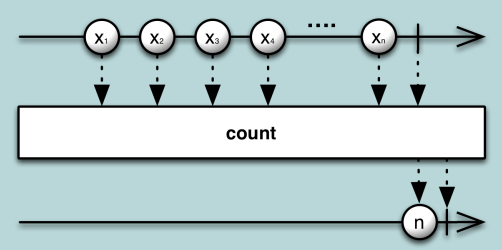 x₁ x₂ x₃ x₄ .... xₙ
count
n